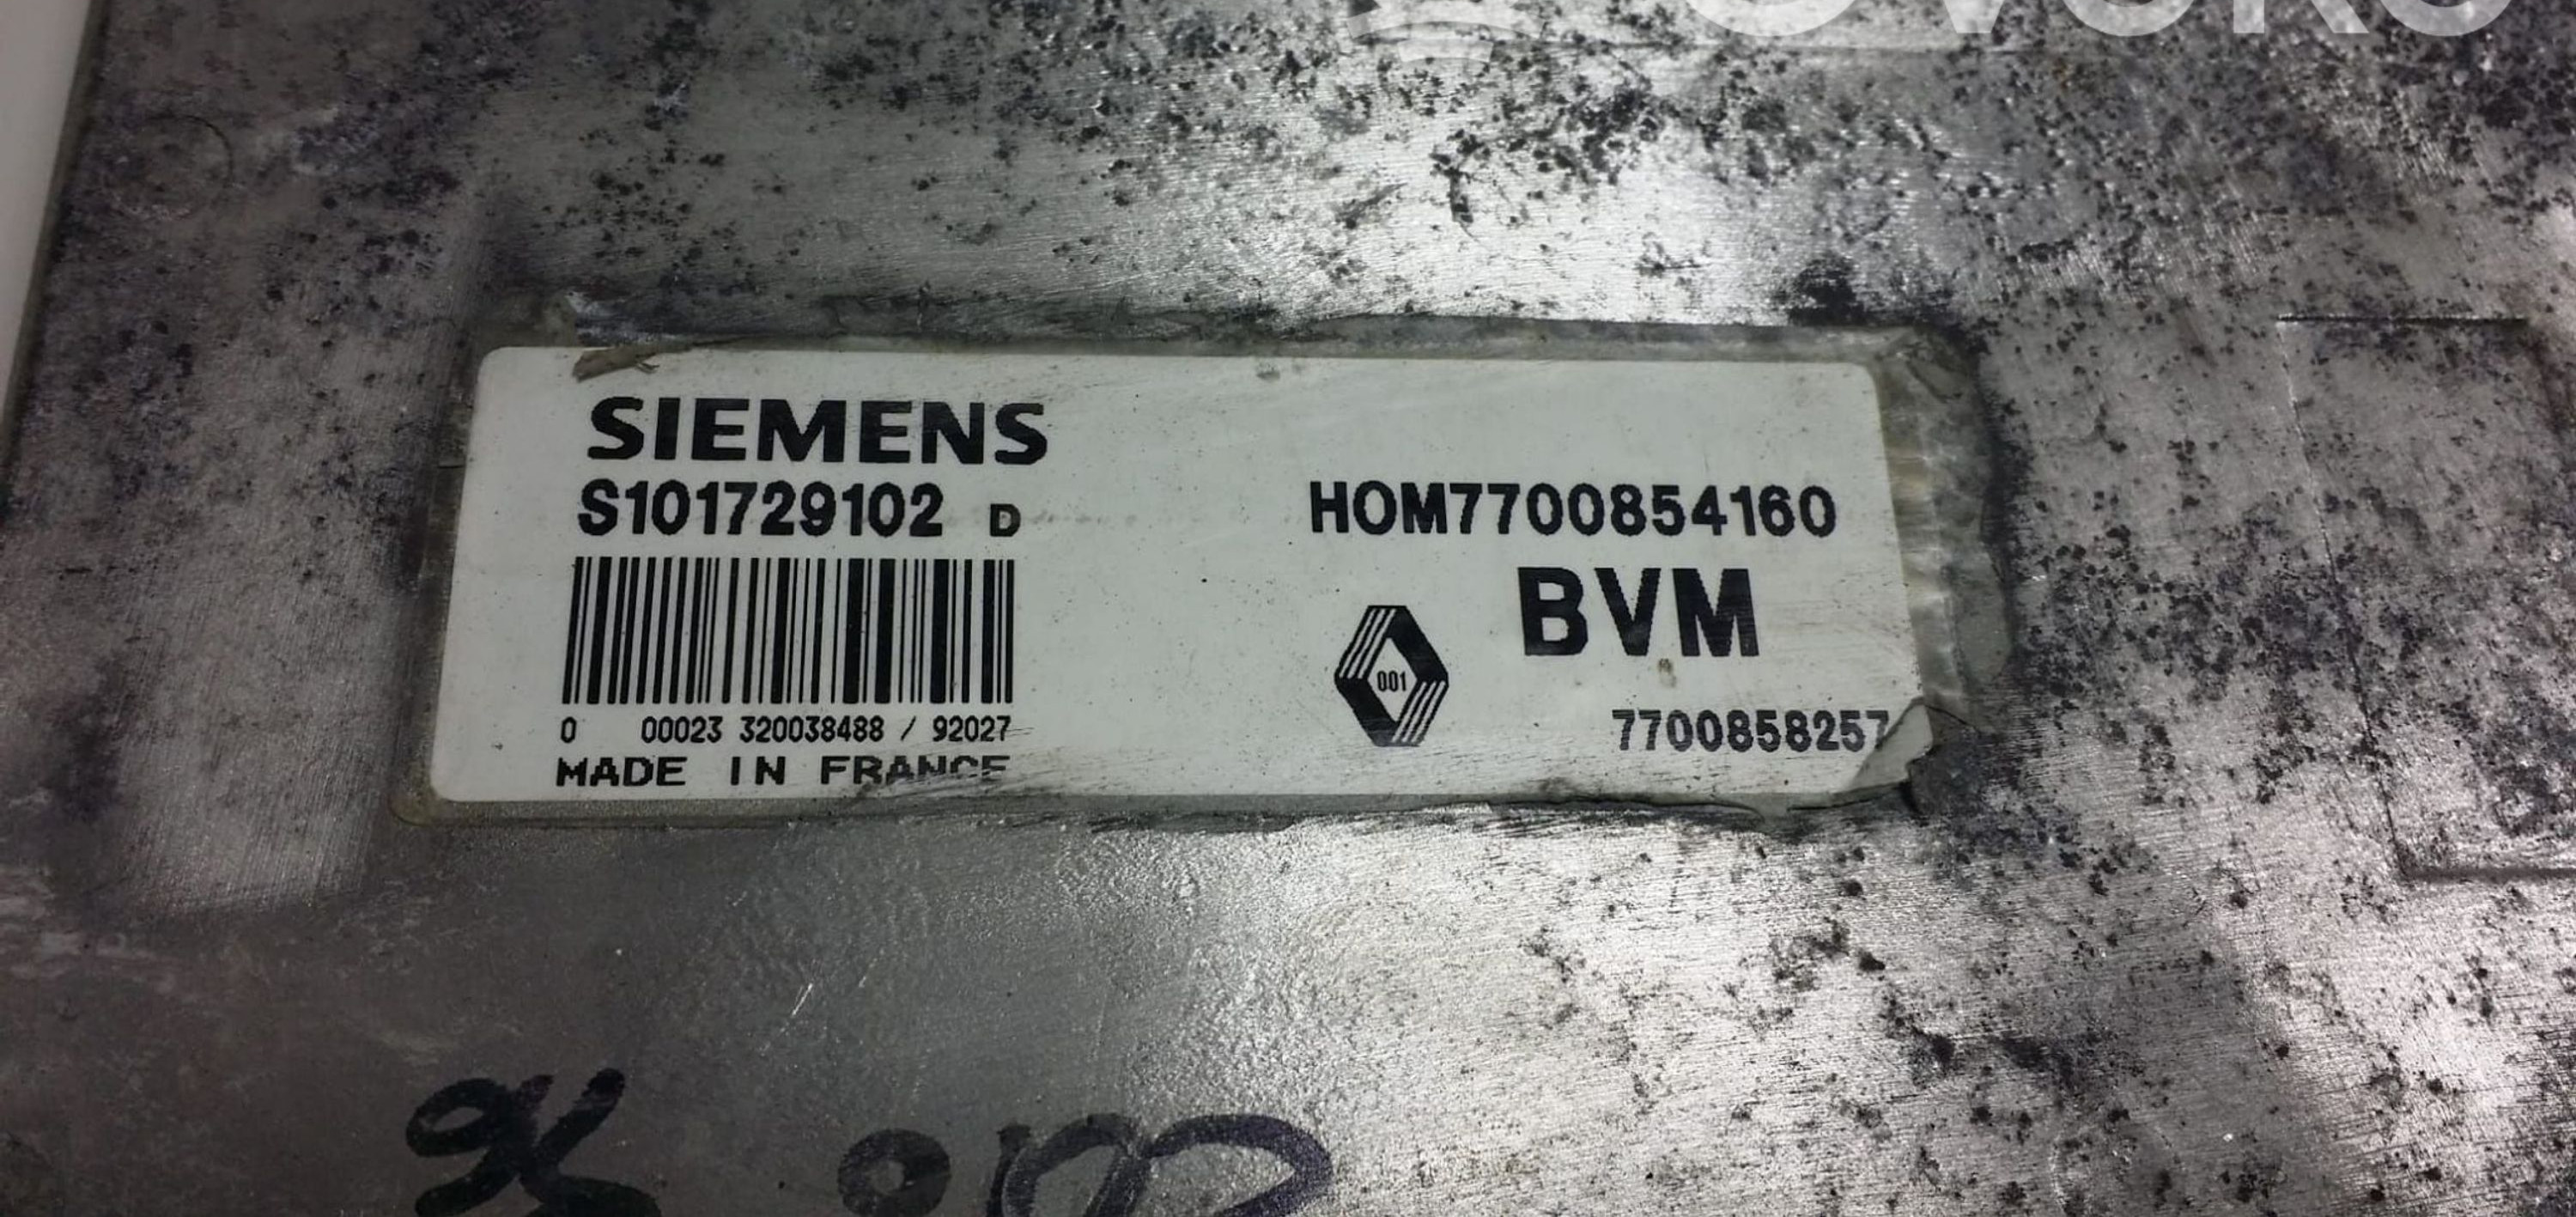 SIEMENS
S101729102 D
0 00023 320038488 / 92027
MADE IN FRANCE
HOM7700854160
BVM
001
7700858257